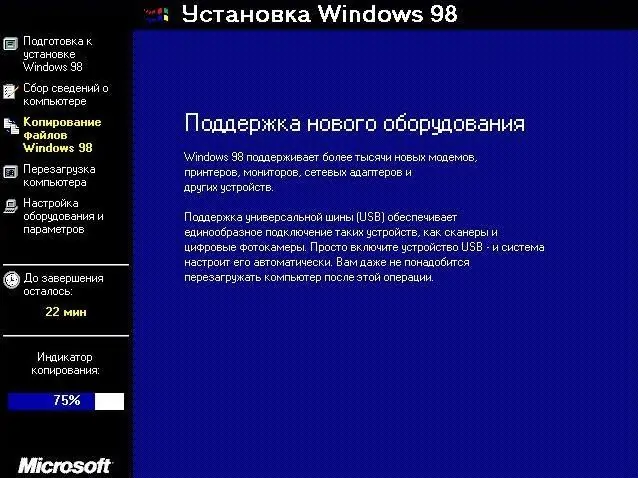 Установка Windows 98
Подготовка к
установке
Windows 98
Сбор сведений о
компьютере
Копирование
файлов
Windows 98
Перезагрузка
компьютера
Настройка
оборудования и
параметров
До завершения
осталось:
22 мин
Индикатор
копирования:
75%
Microsoft
Поддержка нового оборудования
Windows 98 поддерживает более тысячи новых модемов,
принтеров, мониторов, сетевых адаптеров и
других устройств.
Поддержка универсальной шины (USB) обеспечивает
единообразное подключение таких устройств, как сканеры и
цифровые фотокамеры. Просто включите устройство USB - и система
настроит его автоматически. Вам даже не понадобится
перезагружать компьютер после этой операции.